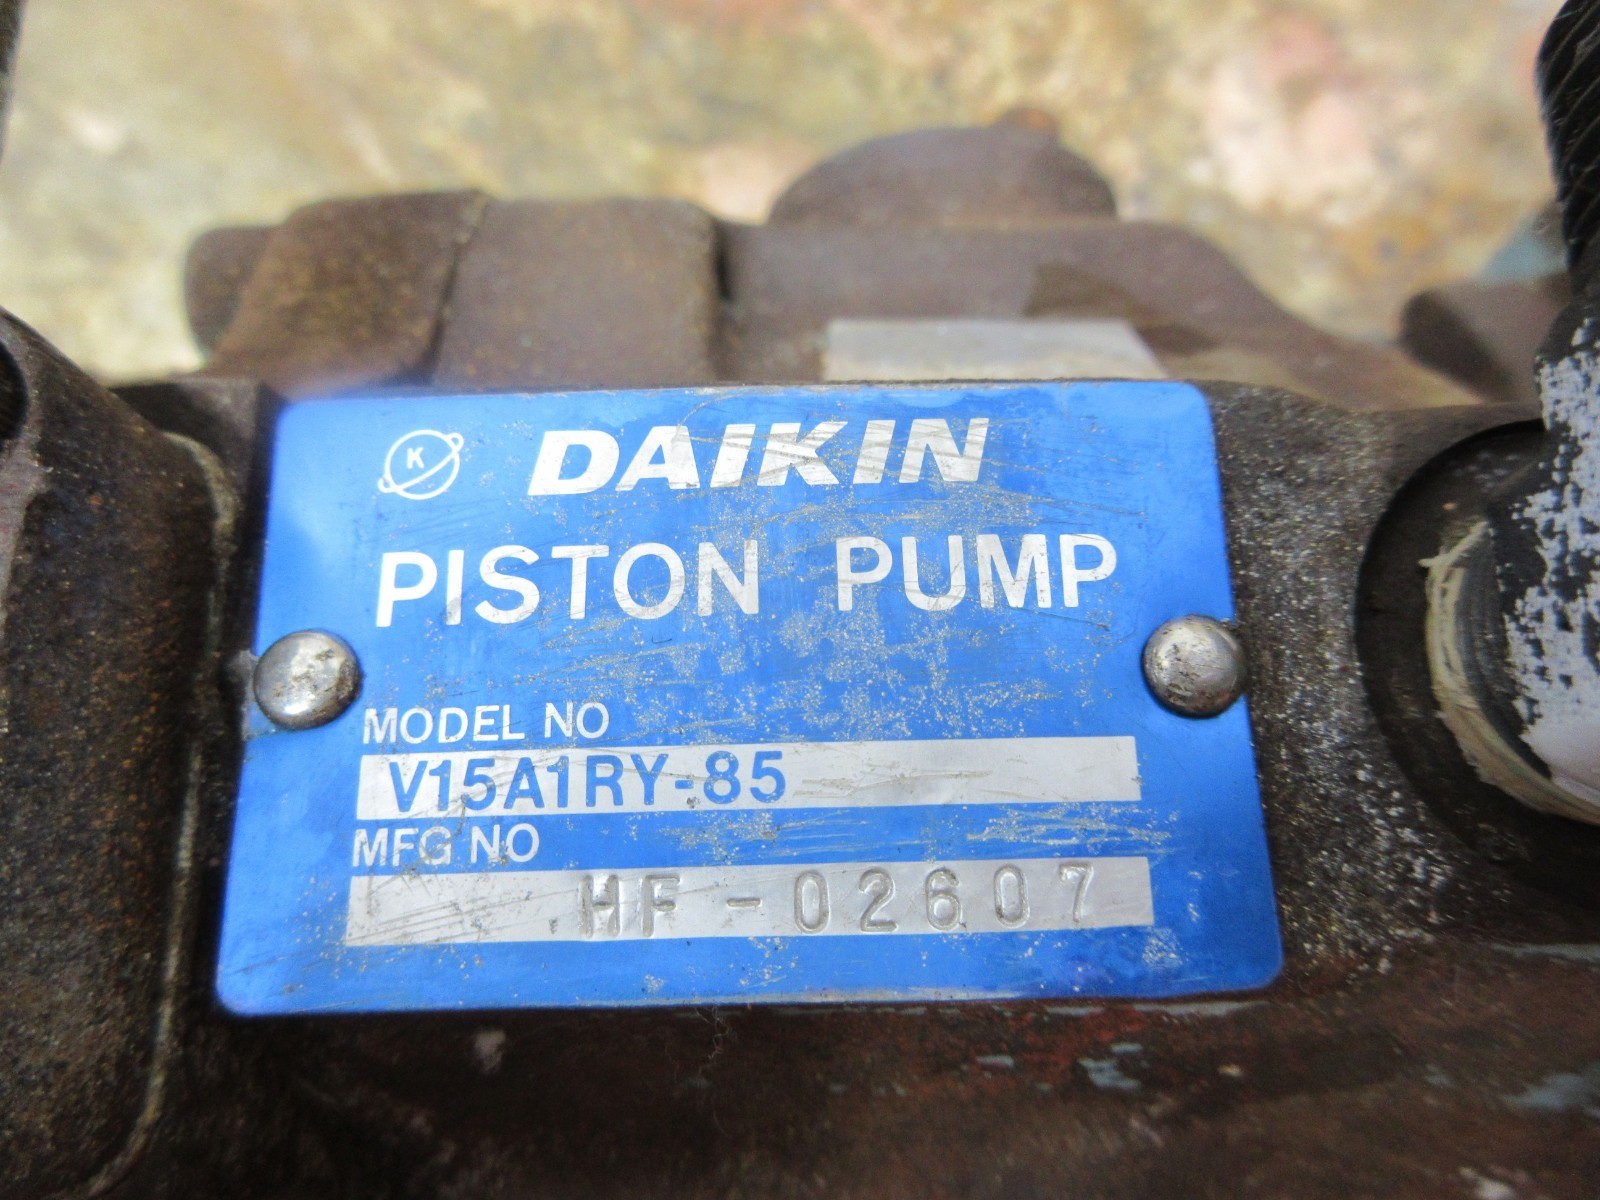 K DAIKIN
PISTON PUMP
MODEL NO
V15A1RY-85
MFG NO
HF-02607